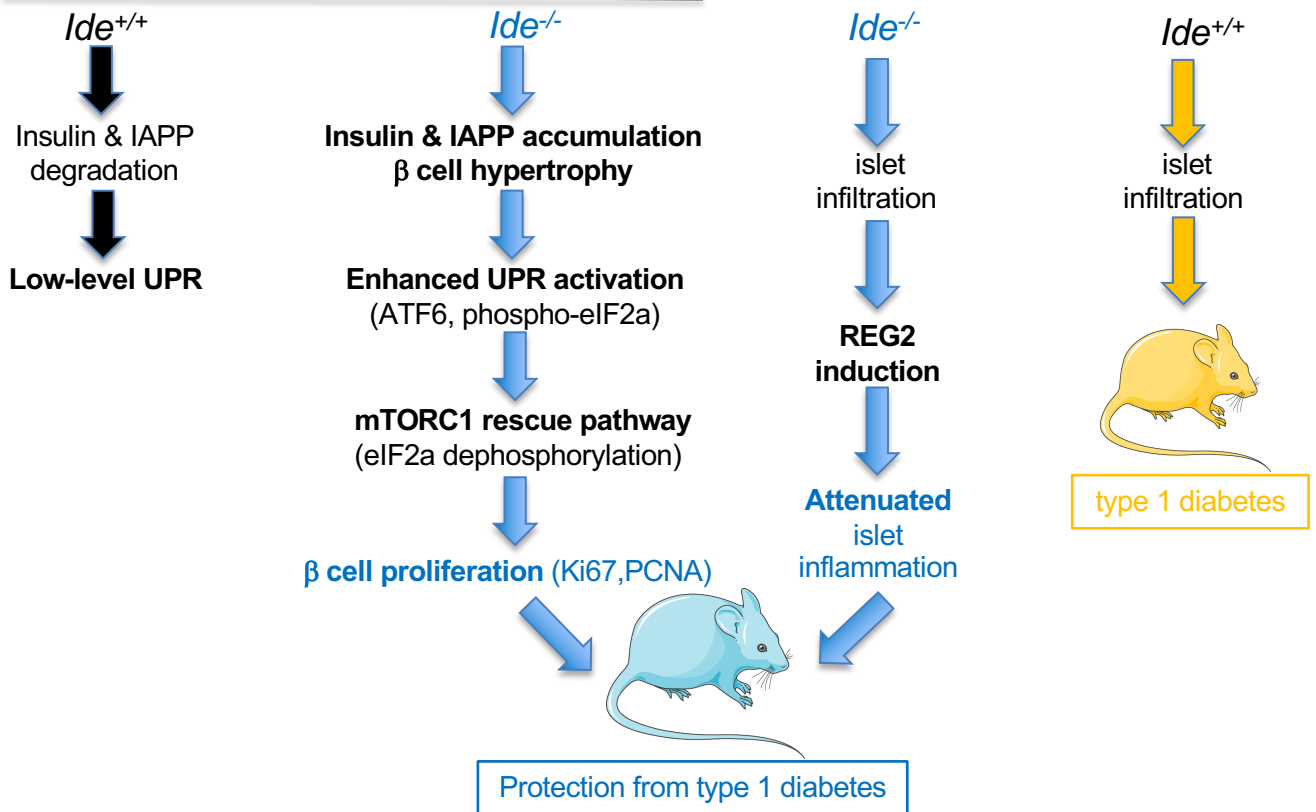 Ide+/+
Insulin & IAPP
degradation
Low-level UPR
Ide-/-
Insulin & IAPP accumulation
β cell hypertrophy
Enhanced UPR activation
(ATF6, phospho-eIF2a)
mTORC1 rescue pathway
(eIF2a dephosphorylation)
β cell proliferation (Ki67,PCNA)
Ide-/-
islet
infiltration
REG2
induction
Attenuated
islet
inflammation
Protection from type 1 diabetes
Ide+/+
islet
infiltration
type 1 diabetes